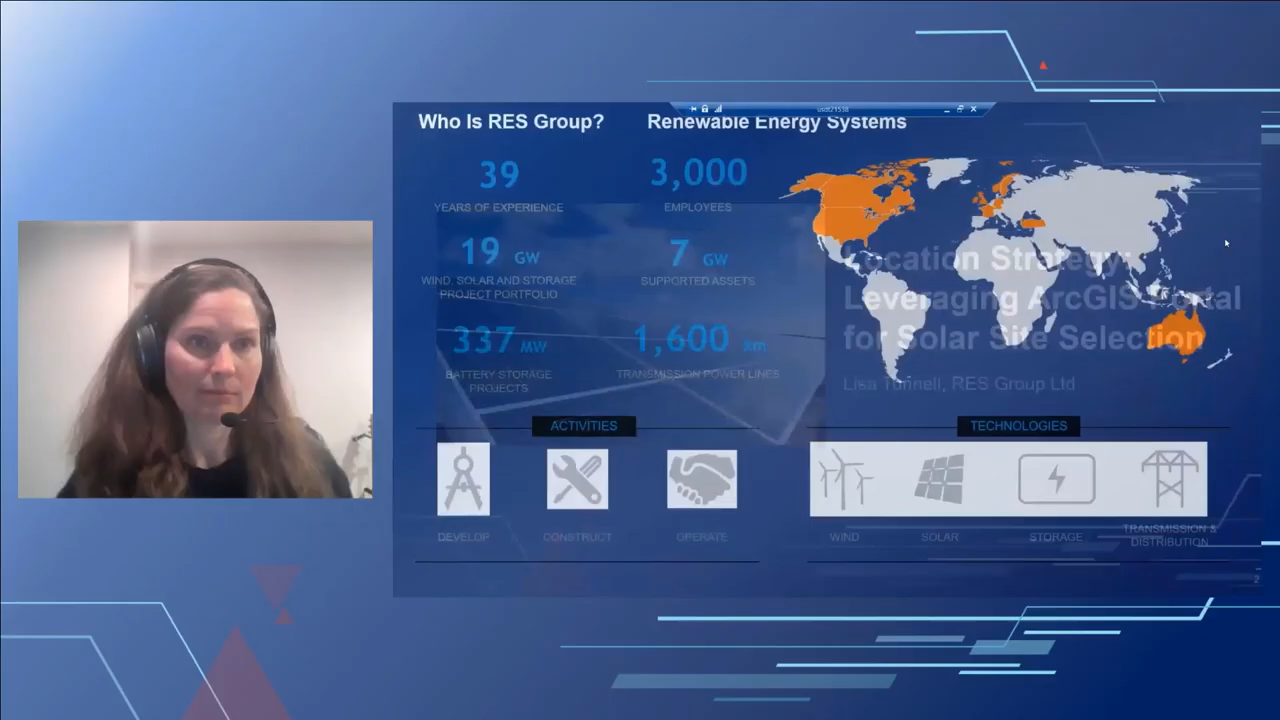 usdt21538
Who Is RES Group?
Renewable Energy Systems
39
YEARS OF EXPERIENCE
3,000
EMPLOYEES
19 GW
WIND, SOLAR AND STORAGE
PROJECT PORTFOLIO
7 GW
SUPPORTED ASSETS
337 MW
BATTERY STORAGE
PROJECTS
1,600 km
TRANSMISSION POWER LINES
Location Strategy:
Leveraging ArcGIS Portal
for Solar Site Selection
Lisa Tunnell, RES Group Ltd
ACTIVITIES
DEVELOP
CONSTRUCT
OPERATE
TECHNOLOGIES
WIND
SOLAR
STORAGE
TRANSMISSION &
DISTRIBUTION
2